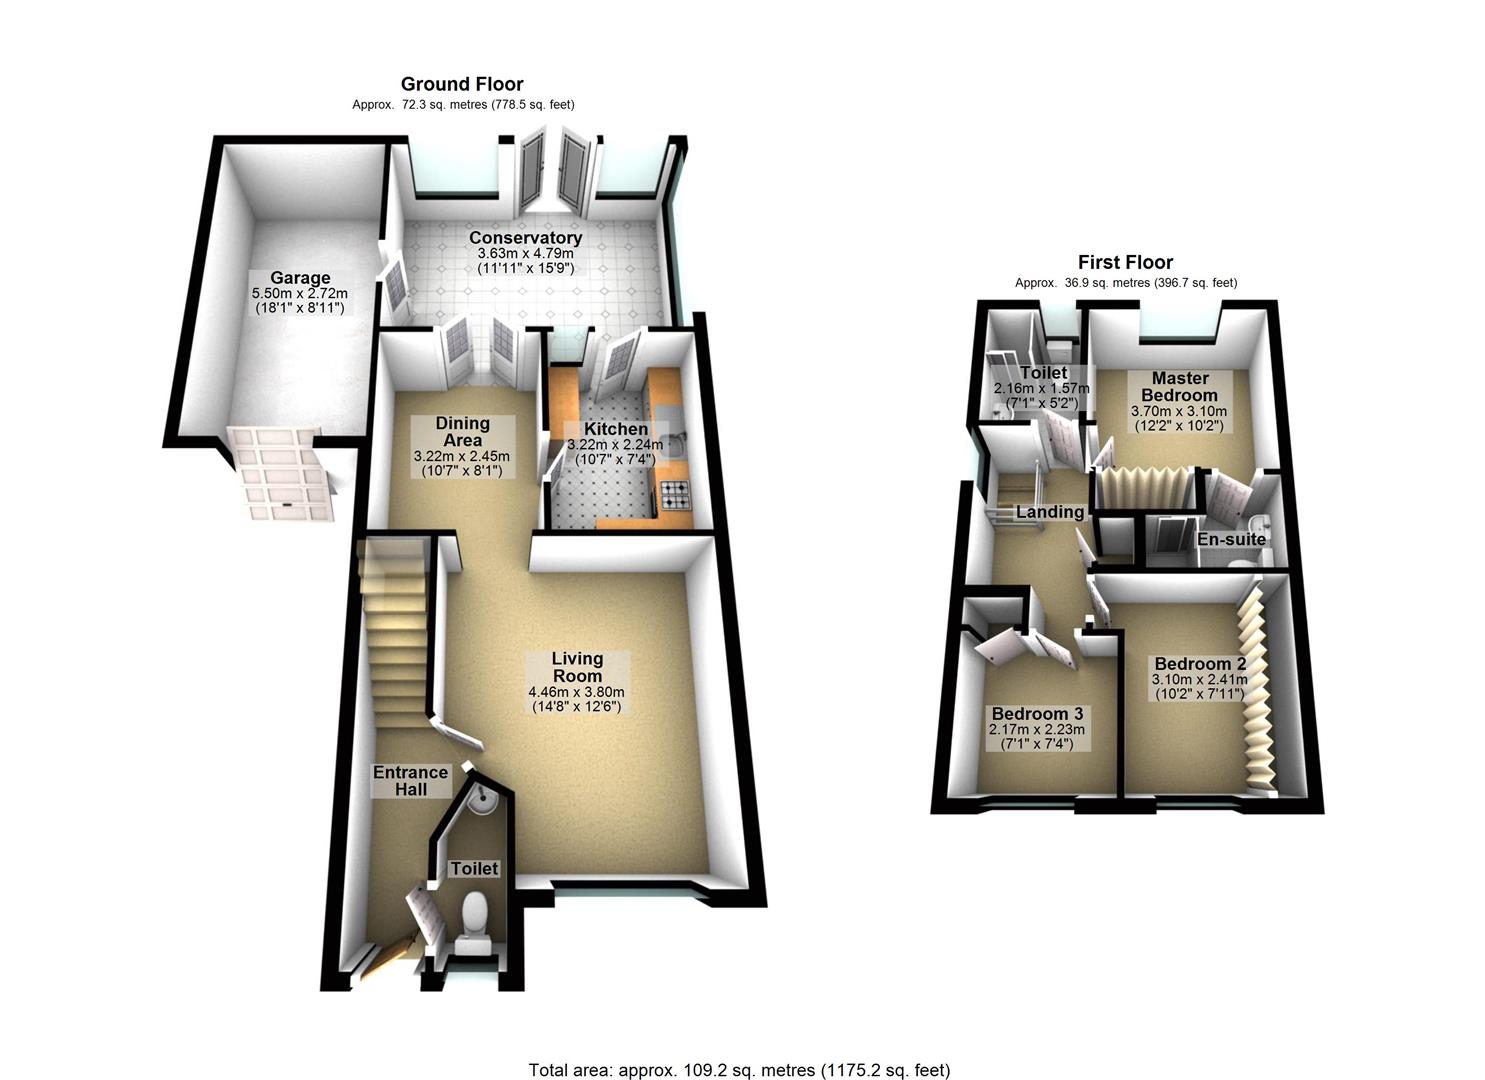 Ground Floor
Approx. 72.3 sq. metres (778.5 sq. feet)
Garage
5.50m x 2.72m
(18'1" x 8'11")
Conservatory
3.63m x 4.79m
(11'11" x 15'9")
Dining
Area
3.22m x 2.45m
(10'7" x 8'1")
Kitchen
3.22m x 2.24m
(10'7" x 7'4")
Living
Room
4.46m x 3.80m
(14'8" x 12'6")
Entrance
Hall
Toilet
First Floor
Approx. 36.9 sq. metres (396.7 sq. feet)
Toilet
2.16m x 1.57m
(7'1" x 5'2")
Master
Bedroom
3.70m x 3.10m
(12'2" x 10'2")
Landing
En-suite
Bedroom 2
3.10m x 2.41m
(10'2" x 7'11")
Bedroom 3
2.17m x 2.23m
(7'1" x 7'4")
Total area: approx. 109.2 sq. metres (1175.2 sq. feet)